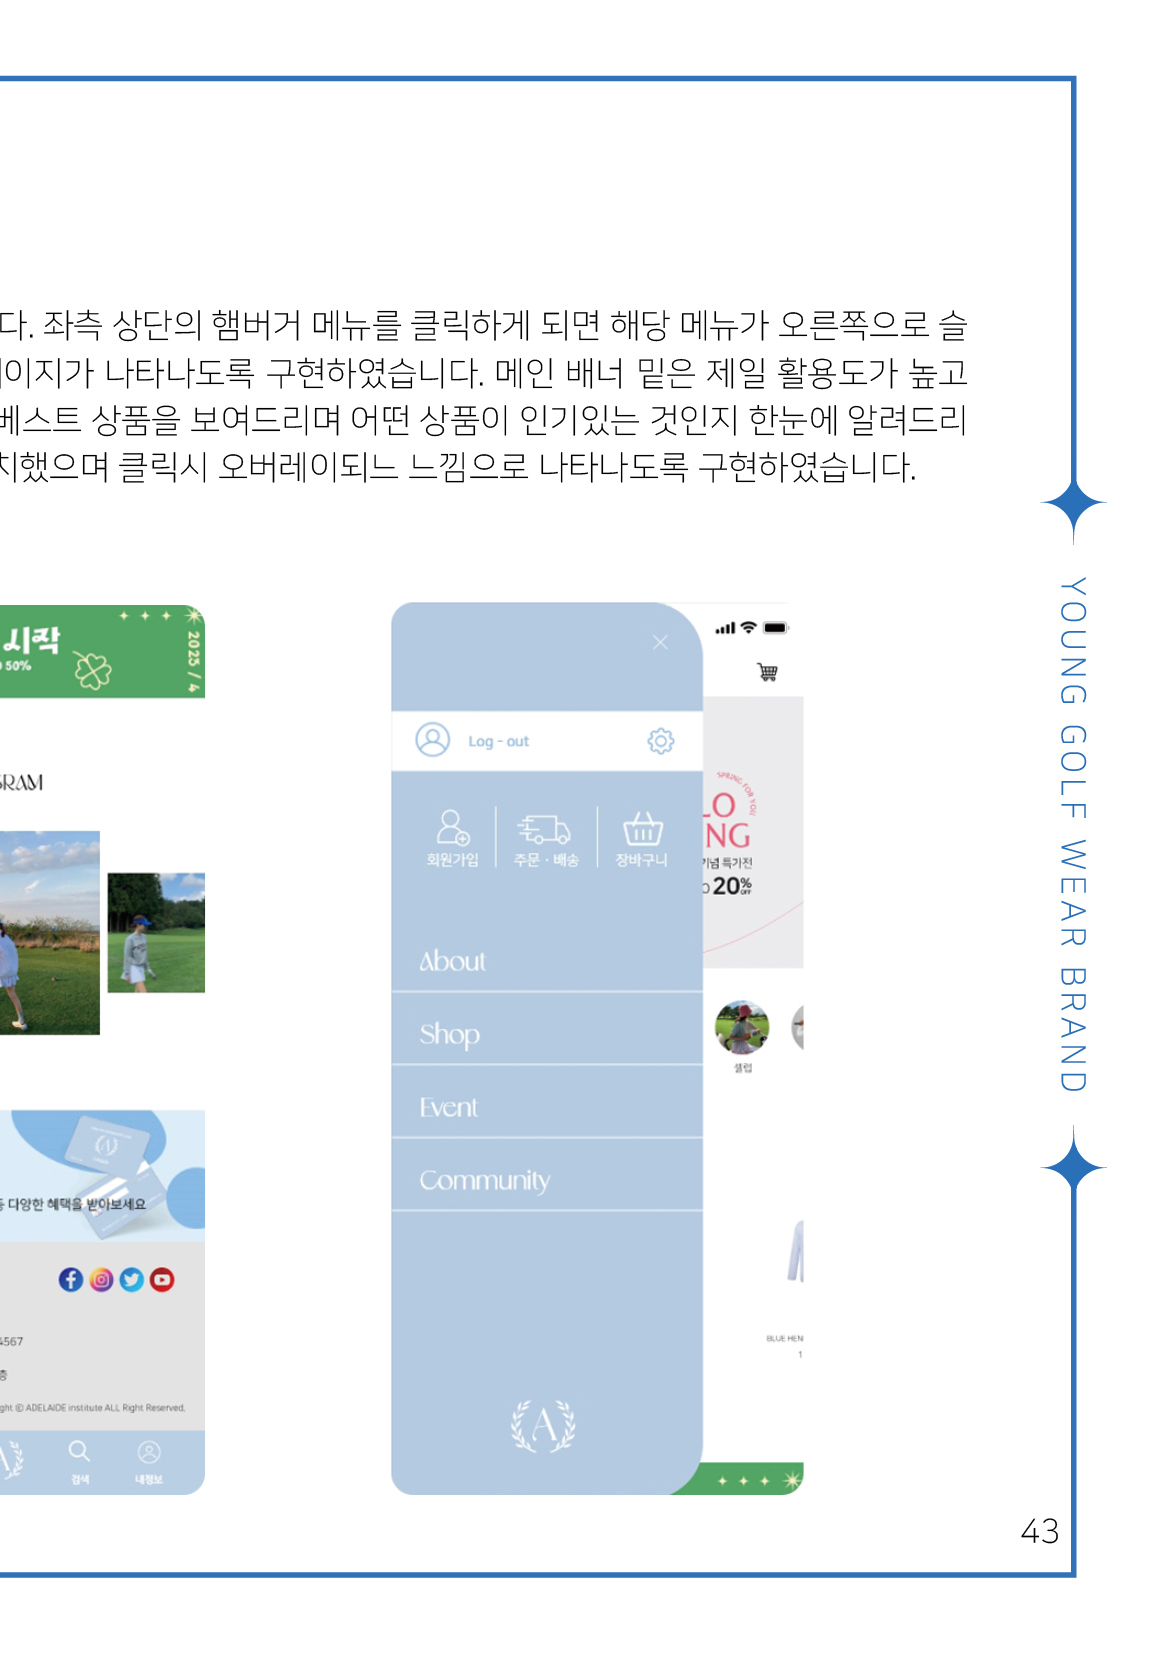 다. 좌측 상단의 햄버거 메뉴를 클릭하게 되면 해당 메뉴가 오른쪽으로 슬
이지가 나타나도록 구현하였습니다. 메인 배너 밑은 제일 활용도가 높고
베스트 상품을 보여드리며 어떤 상품이 인기있는 것인지 한눈에 알려드리
치했으며 클릭시 오버레이되느 느낌으로 나타나도록 구현하였습니다.
YOUNG GOLF WEAR BRAND
시작
50%
2023 / 4
GRAM
다양한 혜택을 받아보세요
4567
층
ght ⓒ ADELAIDE institute ALL Right Reserved.
A
검색
내정보
Log - out
회원가입
주문 · 배송
장바구니
About
Shop
Event
Community
A
SPRING FOR YOU
LO
NG
기념 특가전
20% OFF
셀럽
BLUE HEN
1
43